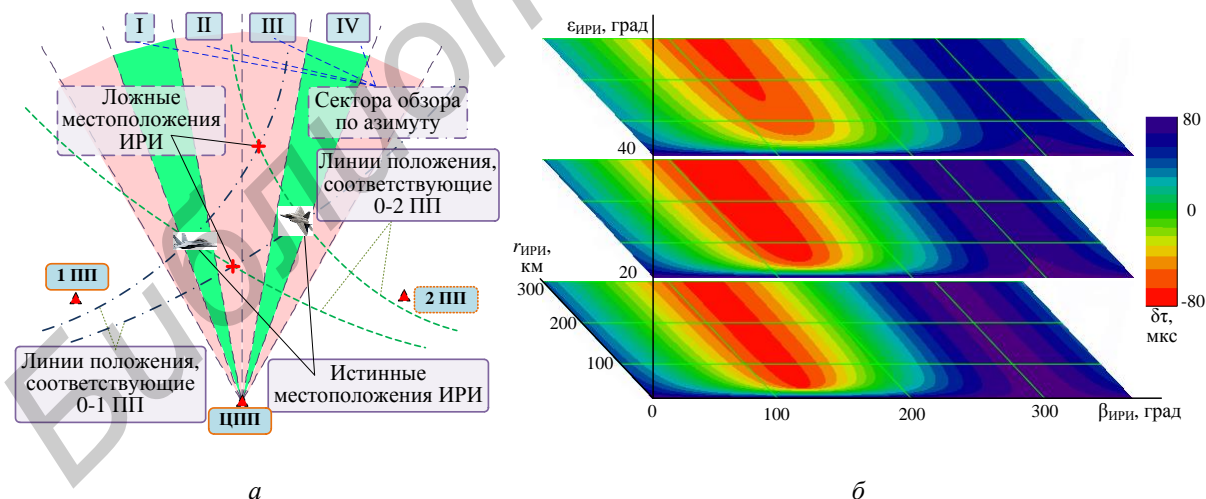 I II III IV
Ложные
местоположения
ИРИ
Сектора обзора
по азимуту
Линии положения,
соответствующие
0-2 ПП
1 ПП
2 ПП
Линии положения,
соответствующие
0-1 ПП
Истинные
местоположения ИРИ
ЦПП
а
εИРИ, град
40
20
rИРИ,
км
300
200
100
0 100 200 300 βИРИ, град
80
0
-80
δτ,
мкс
б